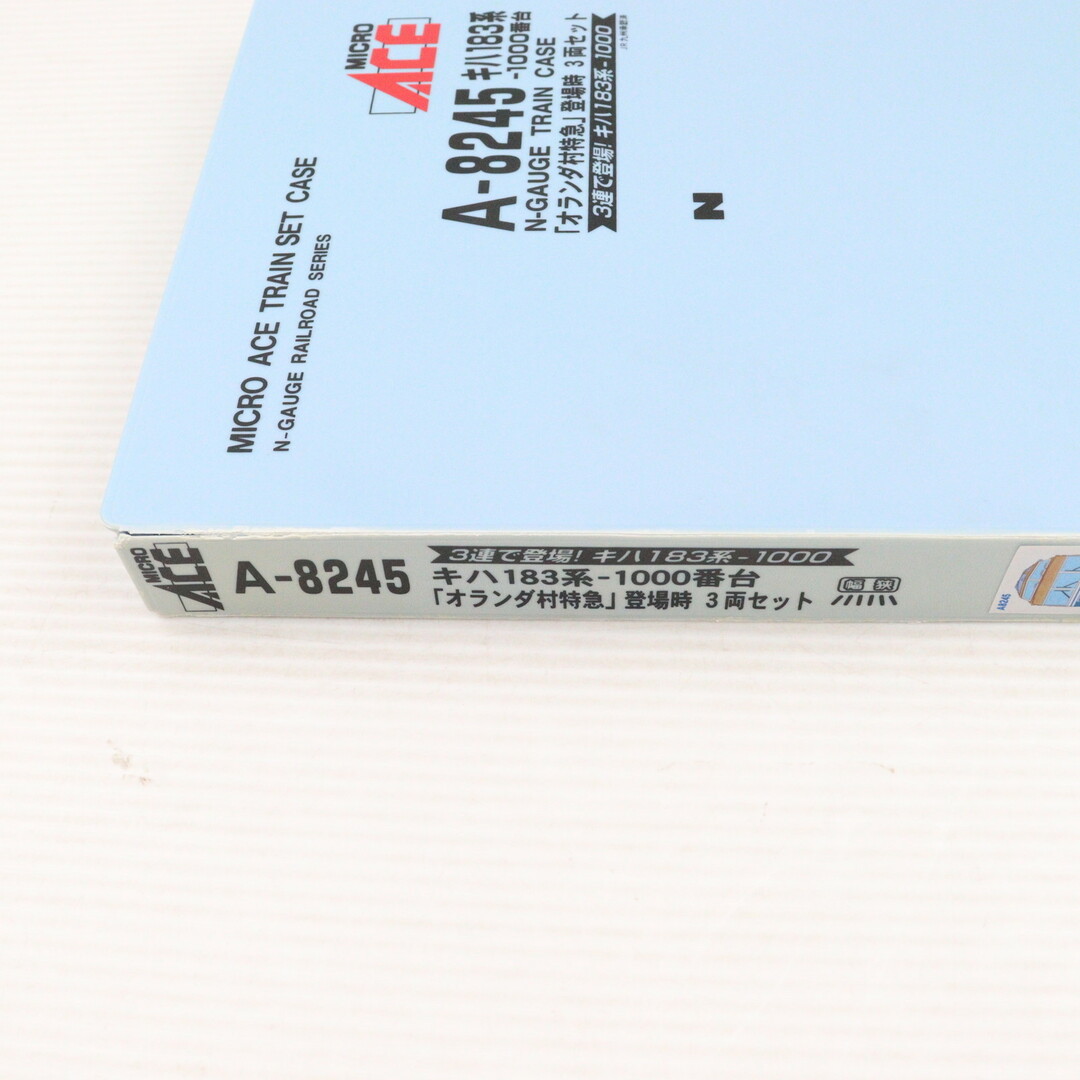 MICRO
ACE
A-8245 キハ183系
-1000番台
N-GAUGE TRAIN CASE
「オランダ村特急」登場時 3両セット
3連で登場! キハ183系-1000
N
MICRO ACE TRAIN SET CASE
N-GAUGE RAILROAD SERIES
MICRO
ACE
A-8245
3連で登場! キハ183系-1000
キハ183系-1000番台
「オランダ村特急」登場時 3両セット
A8245